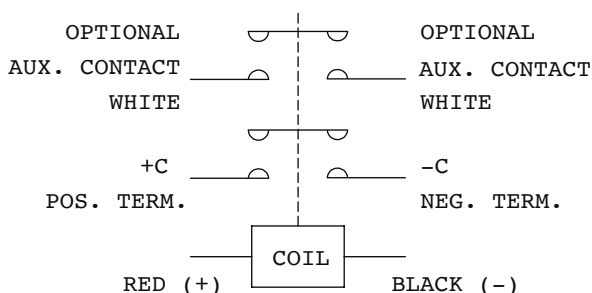 OPTIONAL OPTIONAL
AUX. CONTACT AUX. CONTACT
WHITE WHITE
+C -C
POS. TERM. NEG. TERM.
COIL
RED (+) BLACK (-)